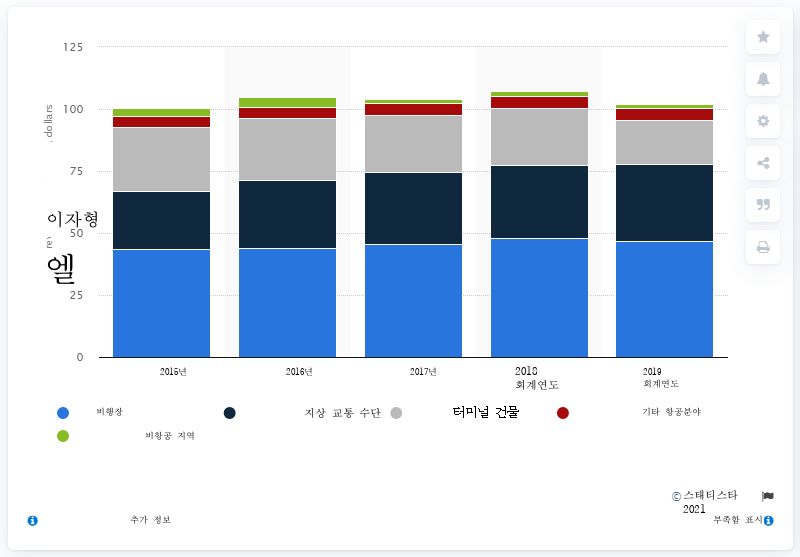 125
100
75
50
25
0
. dollars
이자형
엘
2015년
2016년
2017년
2018
회계연도
2019
회계연도
비행장
지상 교통 수단
터미널 건물
기타 항공분야
비항공 지역
© 스태티스타
2021
추가 정보
부족함 표시